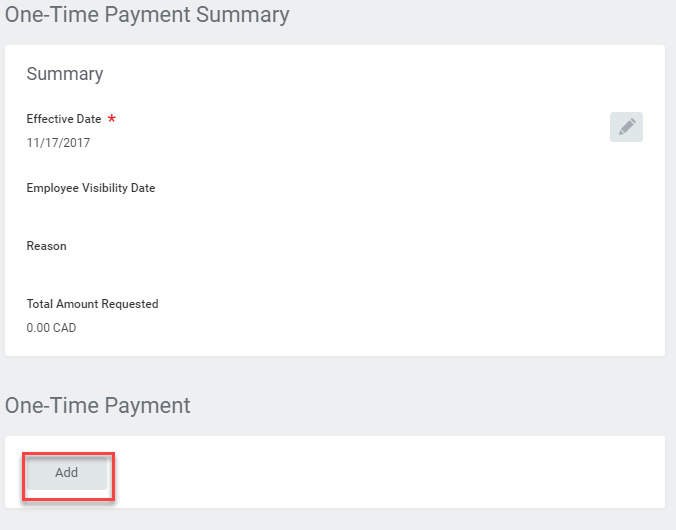 One-Time Payment Summary
Summary
Effective Date *
11/17/2017
Employee Visibility Date
Reason
Total Amount Requested
0.00 CAD
One-Time Payment
Add